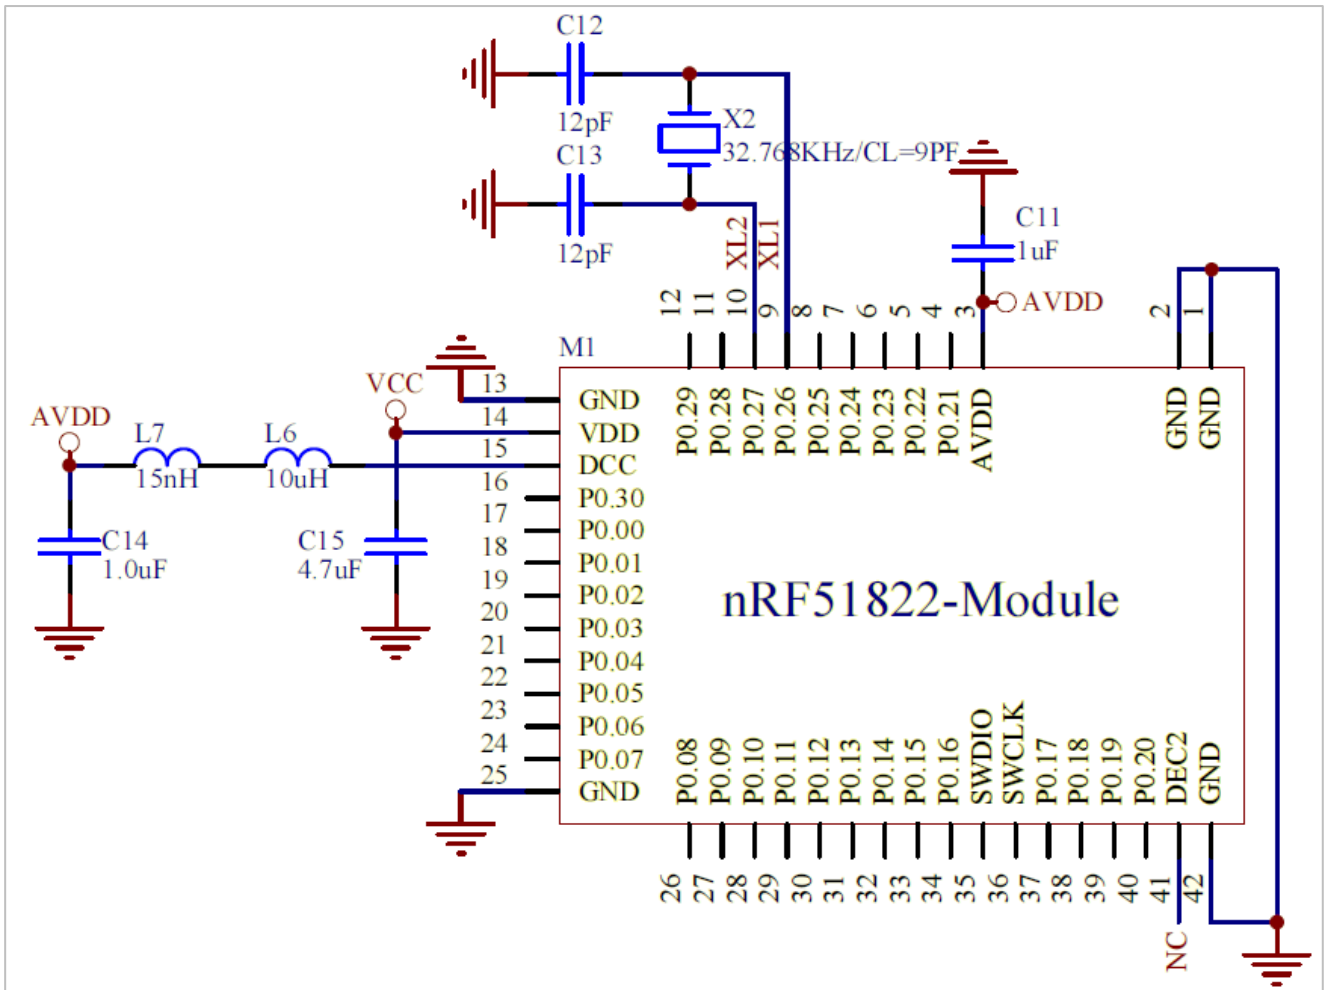 C12
12pF
X2
32.768KHz/CL=9PF
C13
12pF
XL2
XL1
C11
1uF
AVDD
12
11
10
9
8
7
6
5
4
3
2
1
M1
P0.29
P0.28
P0.27
P0.26
P0.25
P0.24
P0.23
P0.22
P0.21
AVDD
GND
GND
VCC
AVDD
L7
15nH
L6
10uH
C14
1.0uF
C15
4.7uF
13 GND
14 VDD
15 DCC
16 P0.30
17 P0.00
18 P0.01
19 P0.02
20 P0.03
21 P0.04
22 P0.05
23 P0.06
24 P0.07
25 GND
nRF51822-Module
P0.08
P0.09
P0.10
P0.11
P0.12
P0.13
P0.14
P0.15
P0.16
SWDIO
SWCLK
P0.17
P0.18
P0.19
P0.20
DEC2
GND
26
27
28
29
30
31
32
33
34
35
36
37
38
39
40
41
42
NC